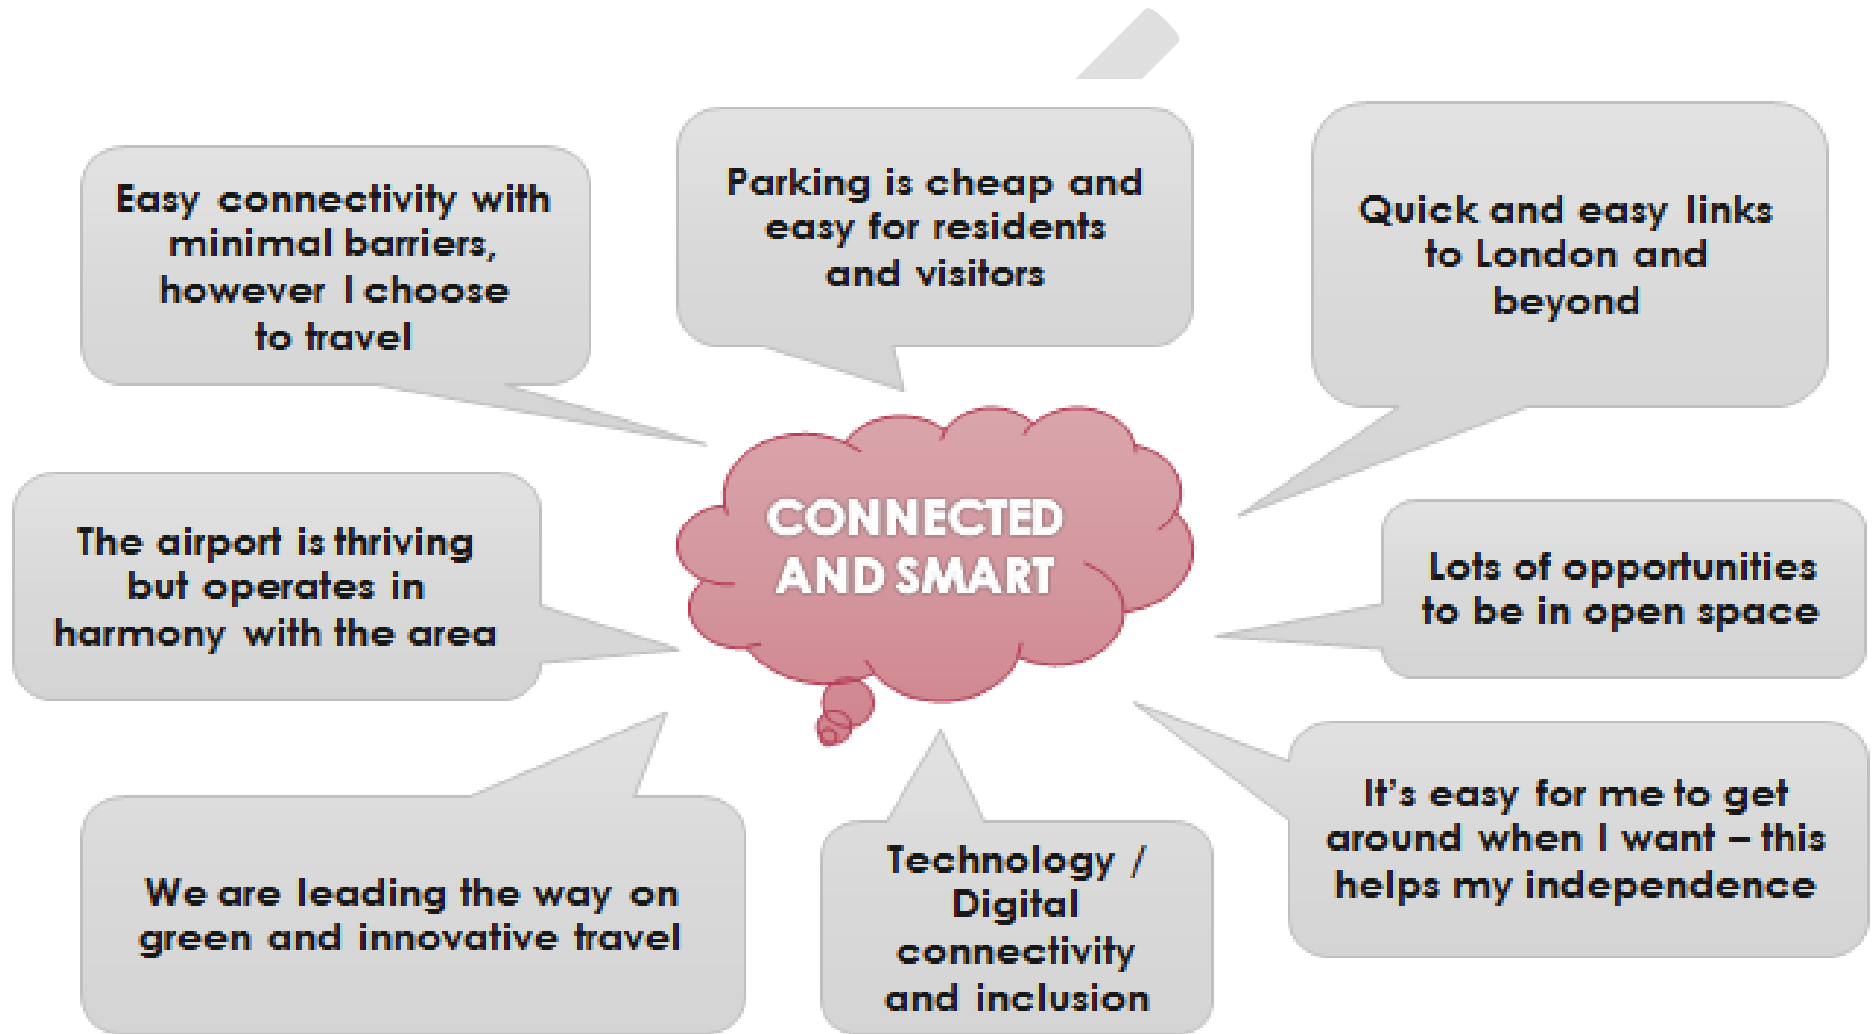 Easy connectivity with
minimal barriers,
however I choose
to travel
Parking is cheap and
easy for residents
and visitors
Quick and easy links
to London and
beyond
CONNECTED
AND SMART
The airport is thriving
but operates in
harmony with the area
Lots of opportunities
to be in open space
We are leading the way on
green and innovative travel
Technology /
Digital
connectivity
and inclusion
It's easy for me to get
around when I want – this
helps my independence